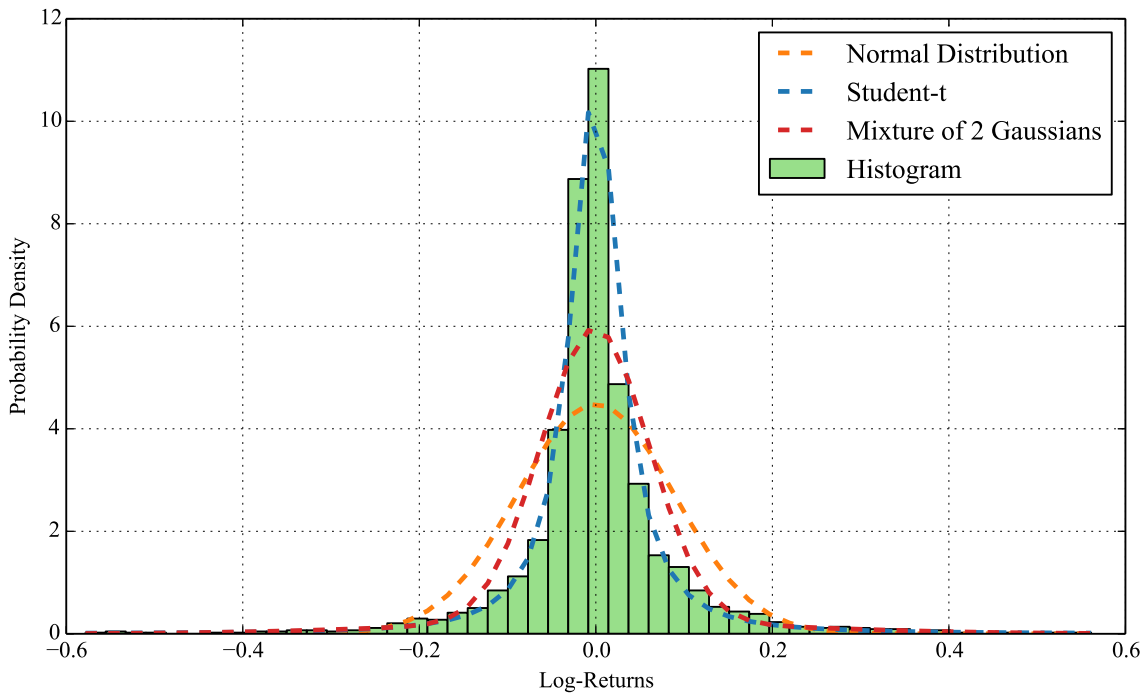 12
10
8
6
4
2
0
Probability Density
Normal Distribution
Student-t
Mixture of 2 Gaussians
Histogram
−0.6 −0.4 −0.2 0.0 0.2 0.4 0.6
Log-Returns